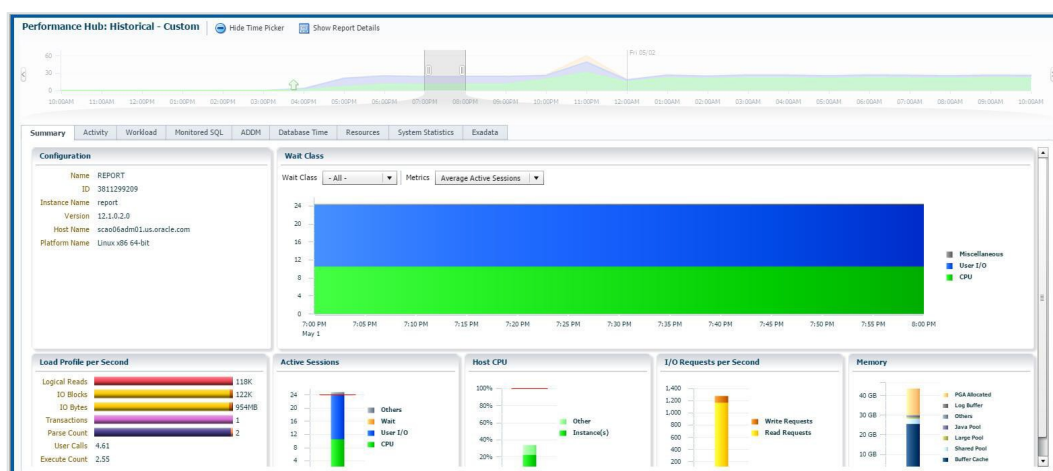 Performance Hub: Historical - Custom Hide Time Picker Show Report Details
60
30
0
Fri 05/02
10:00AM 11:00AM 12:00PM 01:00PM 02:00PM 03:00PM 04:00PM 05:00PM 06:00PM 07:00PM 08:00PM 09:00PM 10:00PM 11:00PM 12:00AM 01:00AM 02:00AM 03:00AM 04:00AM 05:00AM 06:00AM 07:00AM 08:00AM 09:00AM 10:00AM
Summary Activity Workload Monitored SQL ADDM Database Time Resources System Statistics Exadata
Configuration
Name REPORT
ID 3811299209
Instance Name report
Version 12.1.0.2.0
Host Name scao06adm01.us.oracle.com
Platform Name Linux x86 64-bit
Wait Class
Wait Class - All - Metrics Average Active Sessions
24
20
16
12
8
4
0
7:00 PM 7:05 PM 7:10 PM 7:15 PM 7:20 PM 7:25 PM 7:30 PM 7:35 PM 7:40 PM 7:45 PM 7:50 PM 7:55 PM 8:00 PM
May 1
Miscellaneous
User I/O
CPU
Load Profile per Second
Logical Reads 118K
IO Blocks 122K
IO Bytes 954MB
Transactions 1
Parse Count 2
User Calls 4.61
Execute Count 2.55
Active Sessions
24
20
16
12
8
4
Others
Wait
User I/O
CPU
Host CPU
100%
80%
60%
40%
20%
Other
Instance(s)
I/O Requests per Second
1,400
1,200
1,000
800
600
400
200
Write Requests
Read Requests
Memory
40 GB
30 GB
20 GB
10 GB
PGA Allocated
Log Buffer
Others
Java Pool
Large Pool
Shared Pool
Buffer Cache